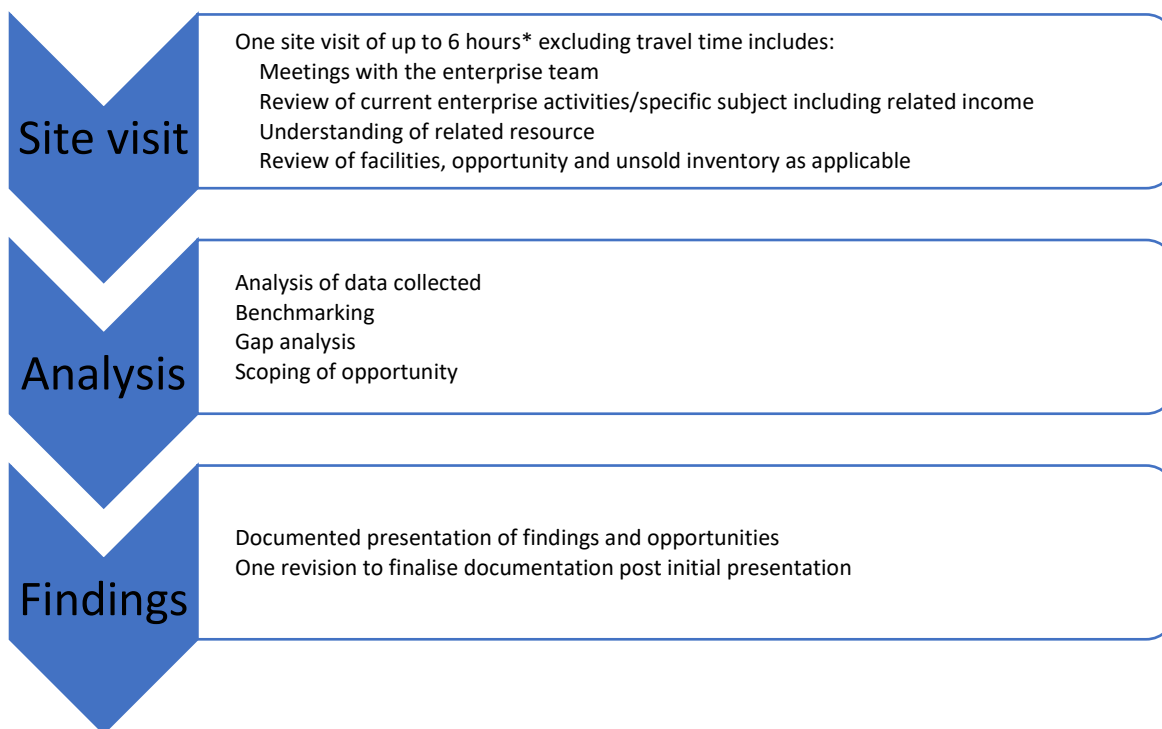 Site visit
One site visit of up to 6 hours* excluding travel time includes:
Meetings with the enterprise team
Review of current enterprise activities/specific subject including related income
Understanding of related resource
Review of facilities, opportunity and unsold inventory as applicable
Analysis
Analysis of data collected
Benchmarking
Gap analysis
Scoping of opportunity
Findings
Documented presentation of findings and opportunities
One revision to finalise documentation post initial presentation